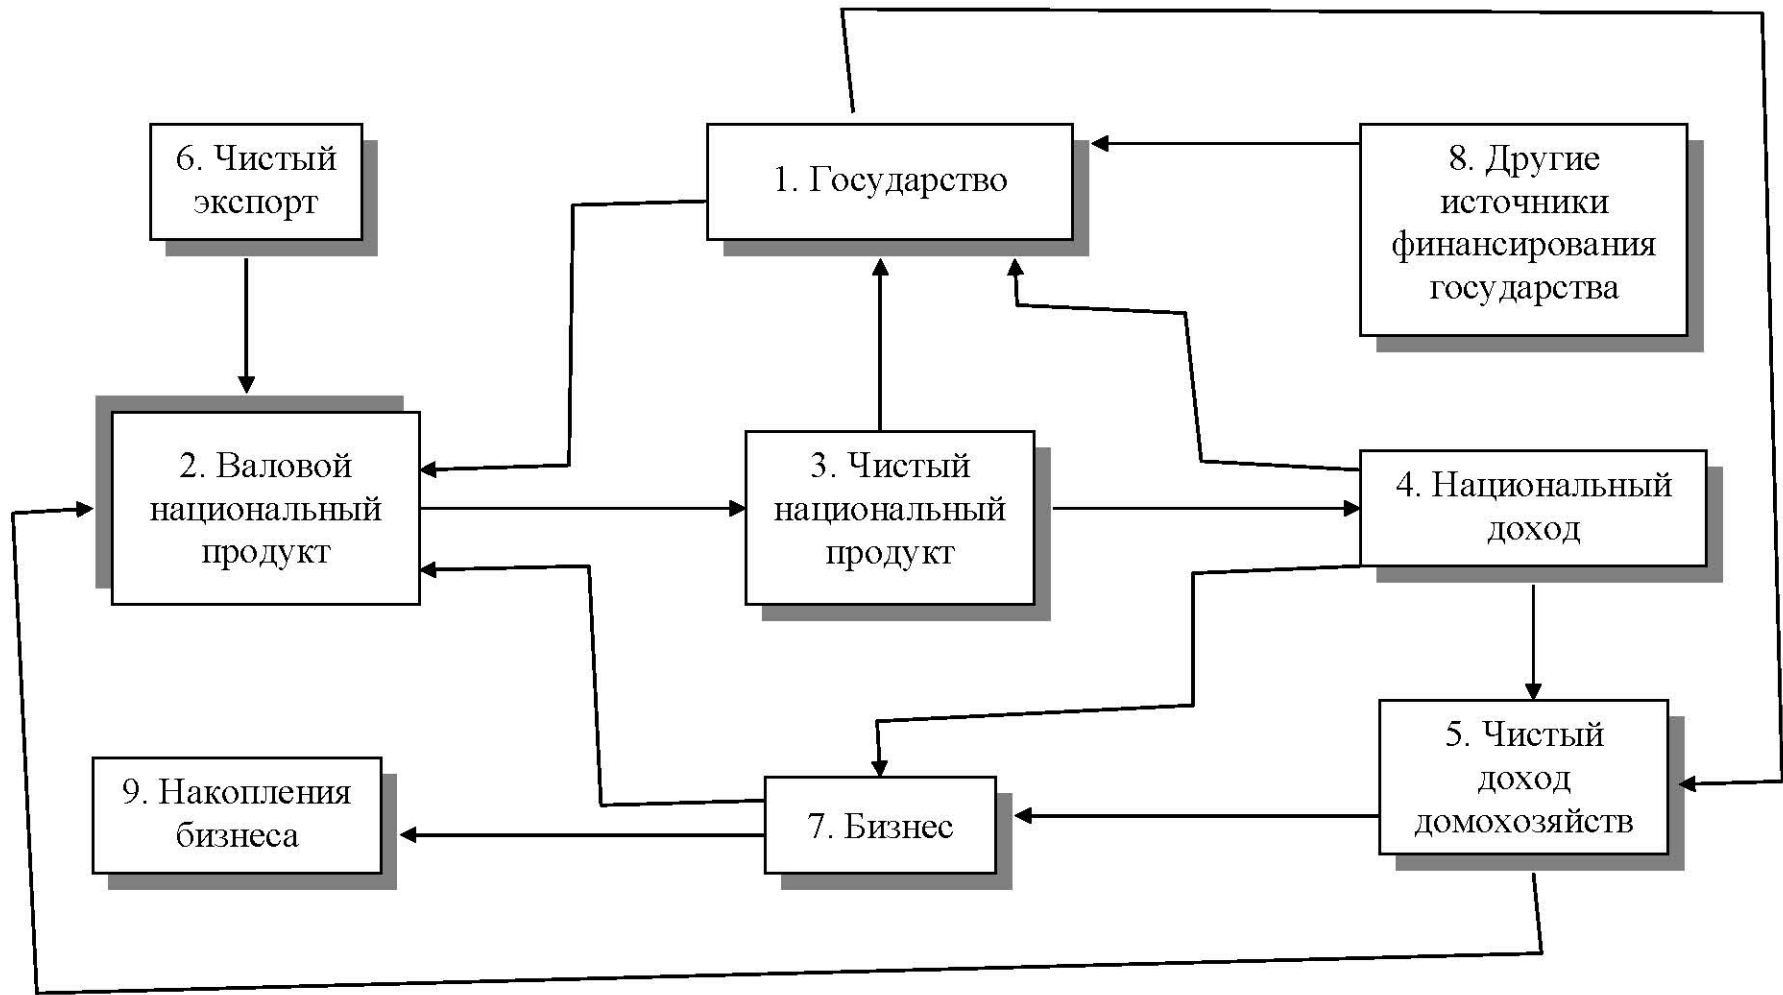 6. Чистый
экспорт
1. Государство
8. Другие
источники
финансирования
государства
2. Валовой
национальный
продукт
3. Чистый
национальный
продукт
4. Национальный
доход
9. Накопления
бизнеса
7. Бизнес
5. Чистый
доход
домохозяйств